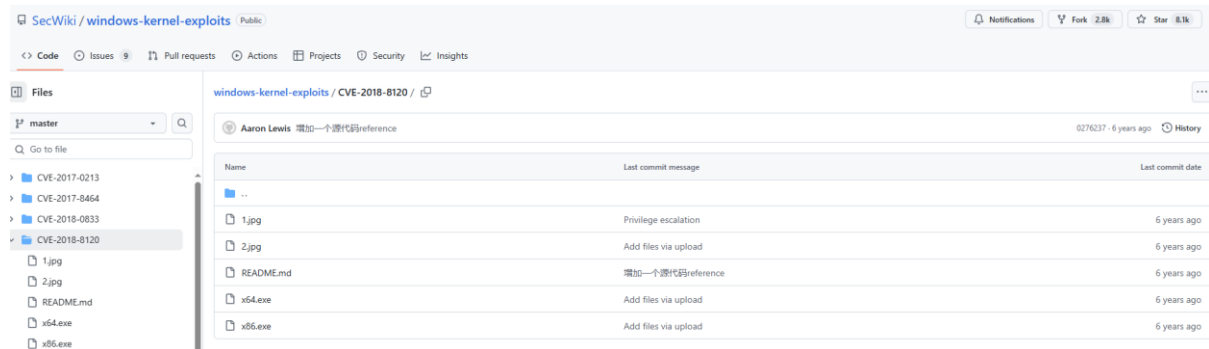 SecWiki / windows-kernel-exploits Public
Notifications Fork 2.8k Star 8.1k
Code Issues 9 Pull requests Actions Projects Security Insights
Files
master
Go to file
CVE-2017-0213
CVE-2017-8464
CVE-2018-0833
CVE-2018-8120
1.jpg
2.jpg
README.md
x64.exe
x86.exe
windows-kernel-exploits / CVE-2018-8120 /
Aaron Lewis 增加一个源代码reference 0276237 · 6 years ago History
Name Last commit message Last commit date
..
1.jpg Privilege escalation 6 years ago
2.jpg Add files via upload 6 years ago
README.md 增加一个源代码reference 6 years ago
x64.exe Add files via upload 6 years ago
x86.exe Add files via upload 6 years ago